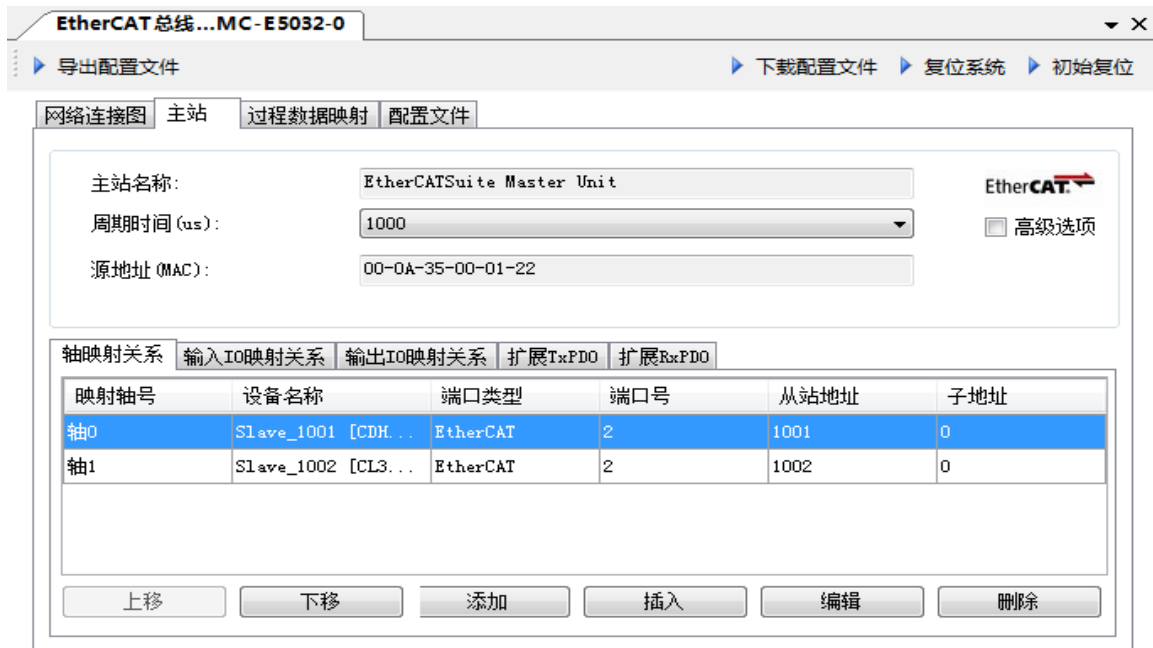 EtherCAT总线...MC-E5032-0
导出配置文件 下载配置文件 复位系统 初始复位
网络连接图 主站 过程数据映射 配置文件
主站名称: EtherCATSuite Master Unit EtherCAT.
周期时间(us): 1000 高级选项
源地址(MAC): 00-0A-35-00-01-22
轴映射关系 输入IO映射关系 输出IO映射关系 扩展TxPDO 扩展RxPDO
映射轴号 设备名称 端口类型 端口号 从站地址 子地址
轴0 Slave_1001 [CDH... EtherCAT 2 1001 0
轴1 Slave_1002 [CL3... EtherCAT 2 1002 0
上移 下移 添加 插入 编辑 删除